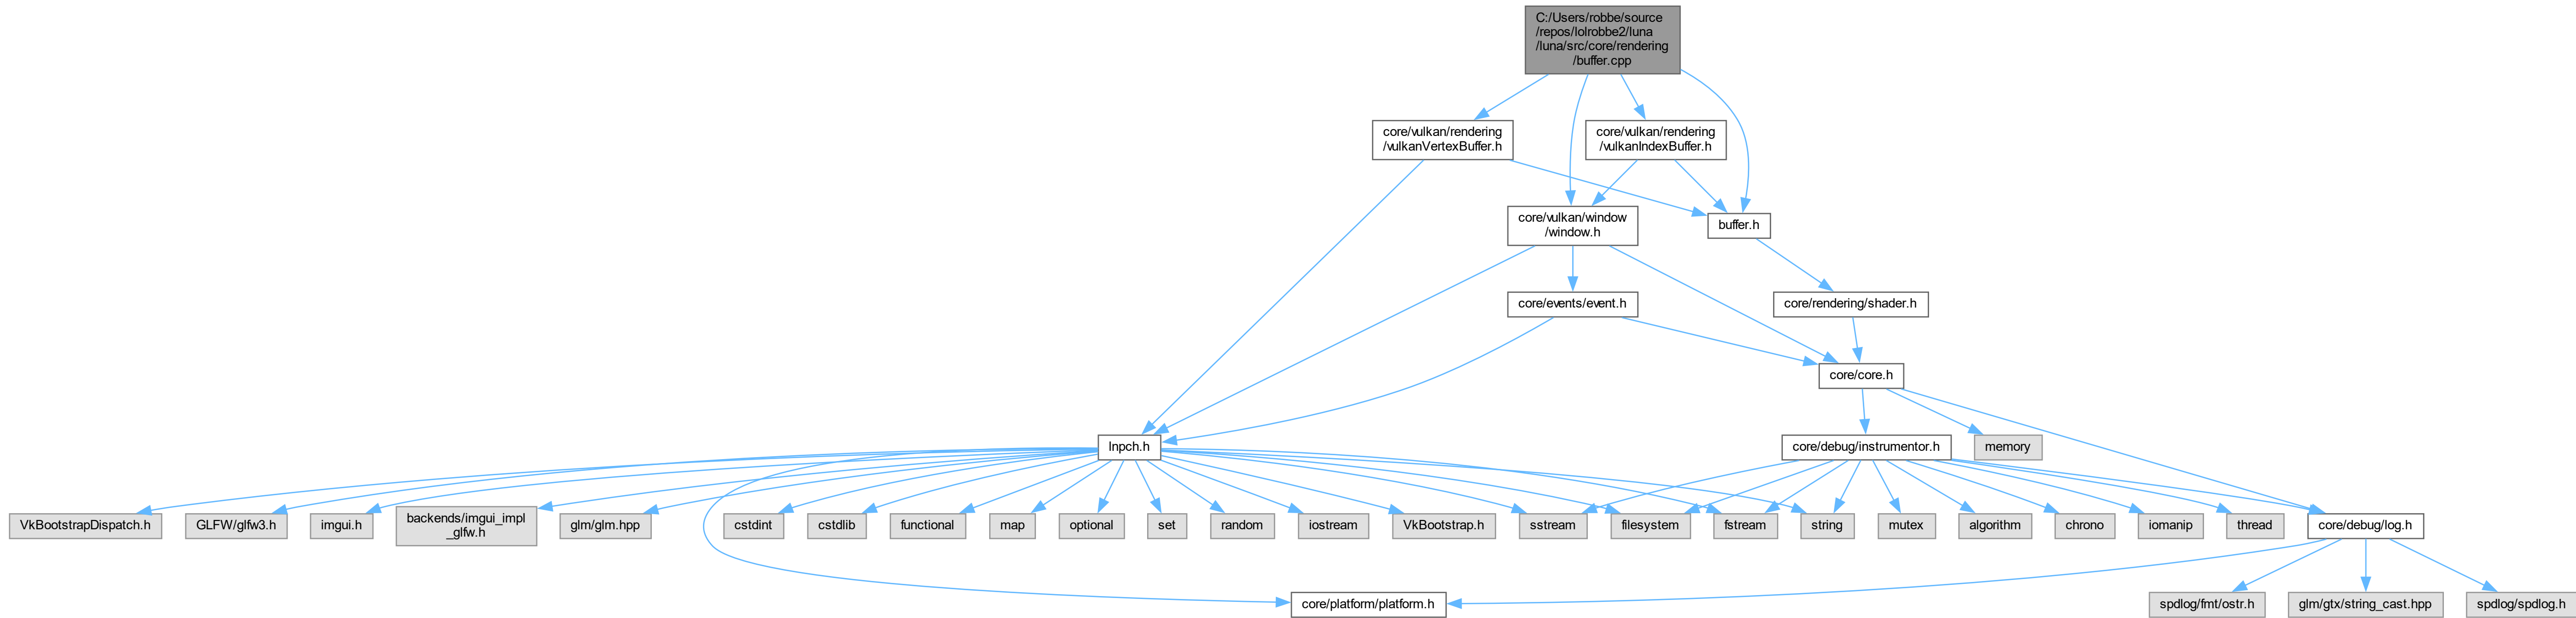 C:/Users/robbe/source
/repos/lolrobbe2/luna
/luna/src/core/rendering
/buffer.cpp
core/vulkan/rendering
/vulkanVertexBuffer.h
core/vulkan/rendering
/vulkanIndexBuffer.h
core/vulkan/window
/window.h
buffer.h
core/events/event.h
core/rendering/shader.h
core/core.h
lnpch.h
core/debug/instrumentor.h
memory
VkBootstrapDispatch.h
GLFW/glfw3.h
imgui.h
backends/imgui_impl
_glfw.h
glm/glm.hpp
cstdint
cstdlib
functional
map
optional
set
random
iostream
VkBootstrap.h
sstream
filesystem
fstream
string
mutex
algorithm
chrono
iomanip
thread
core/debug/log.h
core/platform/platform.h
spdlog/fmt/ostr.h
glm/gtx/string_cast.hpp
spdlog/spdlog.h